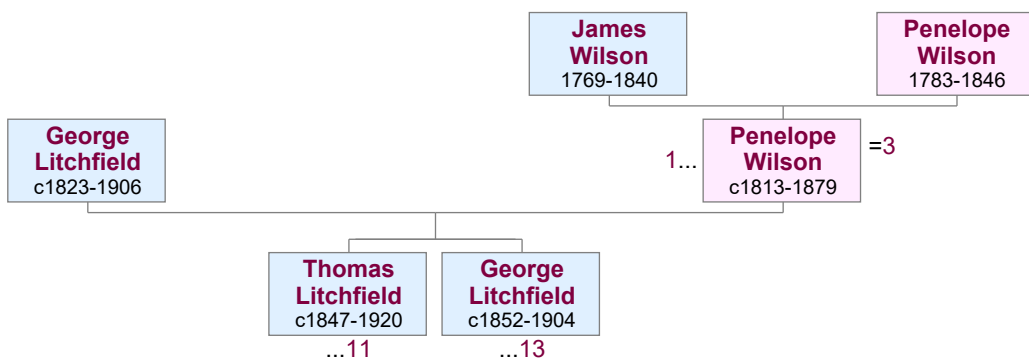 James
Wilson
1769-1840
Penelope
Wilson
1783-1846
George
Litchfield
c1823-1906
1...
Penelope
Wilson
c1813-1879
=3
Thomas
Litchfield
c1847-1920
...11
George
Litchfield
c1852-1904
...13